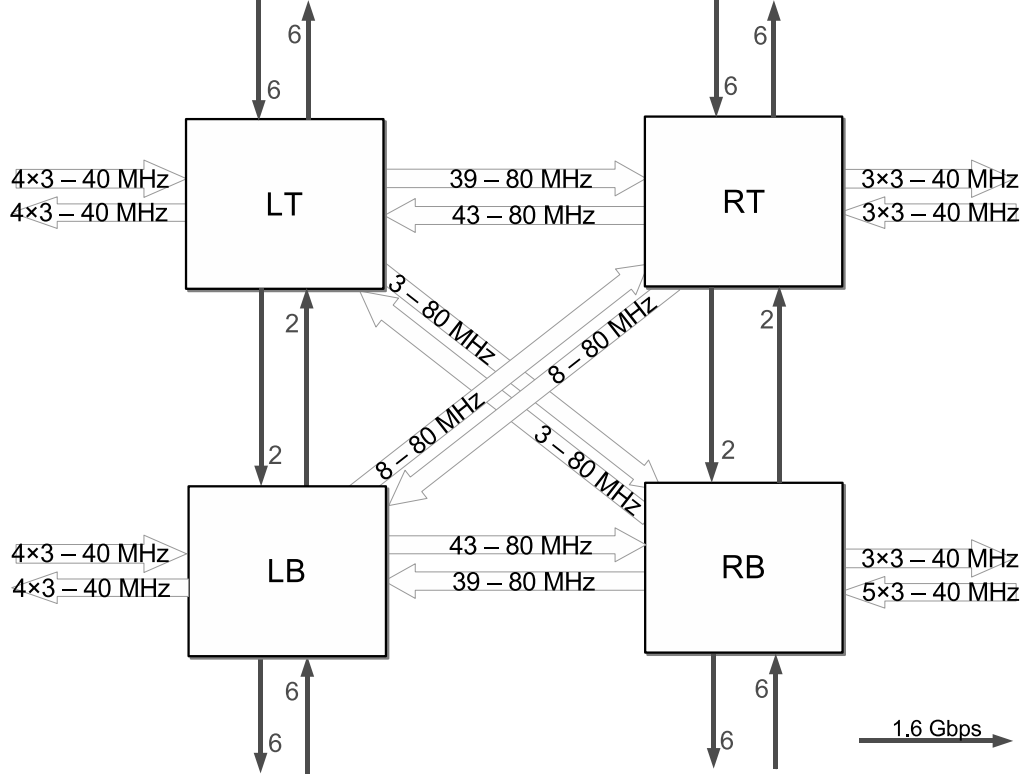 6
6
6
6
LT
RT
4×3 – 40 MHz
4×3 – 40 MHz
39 – 80 MHz
43 – 80 MHz
3×3 – 40 MHz
3×3 – 40 MHz
3 – 80 MHz
8 – 80 MHz
2
2
8 – 80 MHz
3 – 80 MHz
2
2
LB
RB
4×3 – 40 MHz
4×3 – 40 MHz
43 – 80 MHz
39 – 80 MHz
3×3 – 40 MHz
5×3 – 40 MHz
6
6
6
6
1.6 Gbps